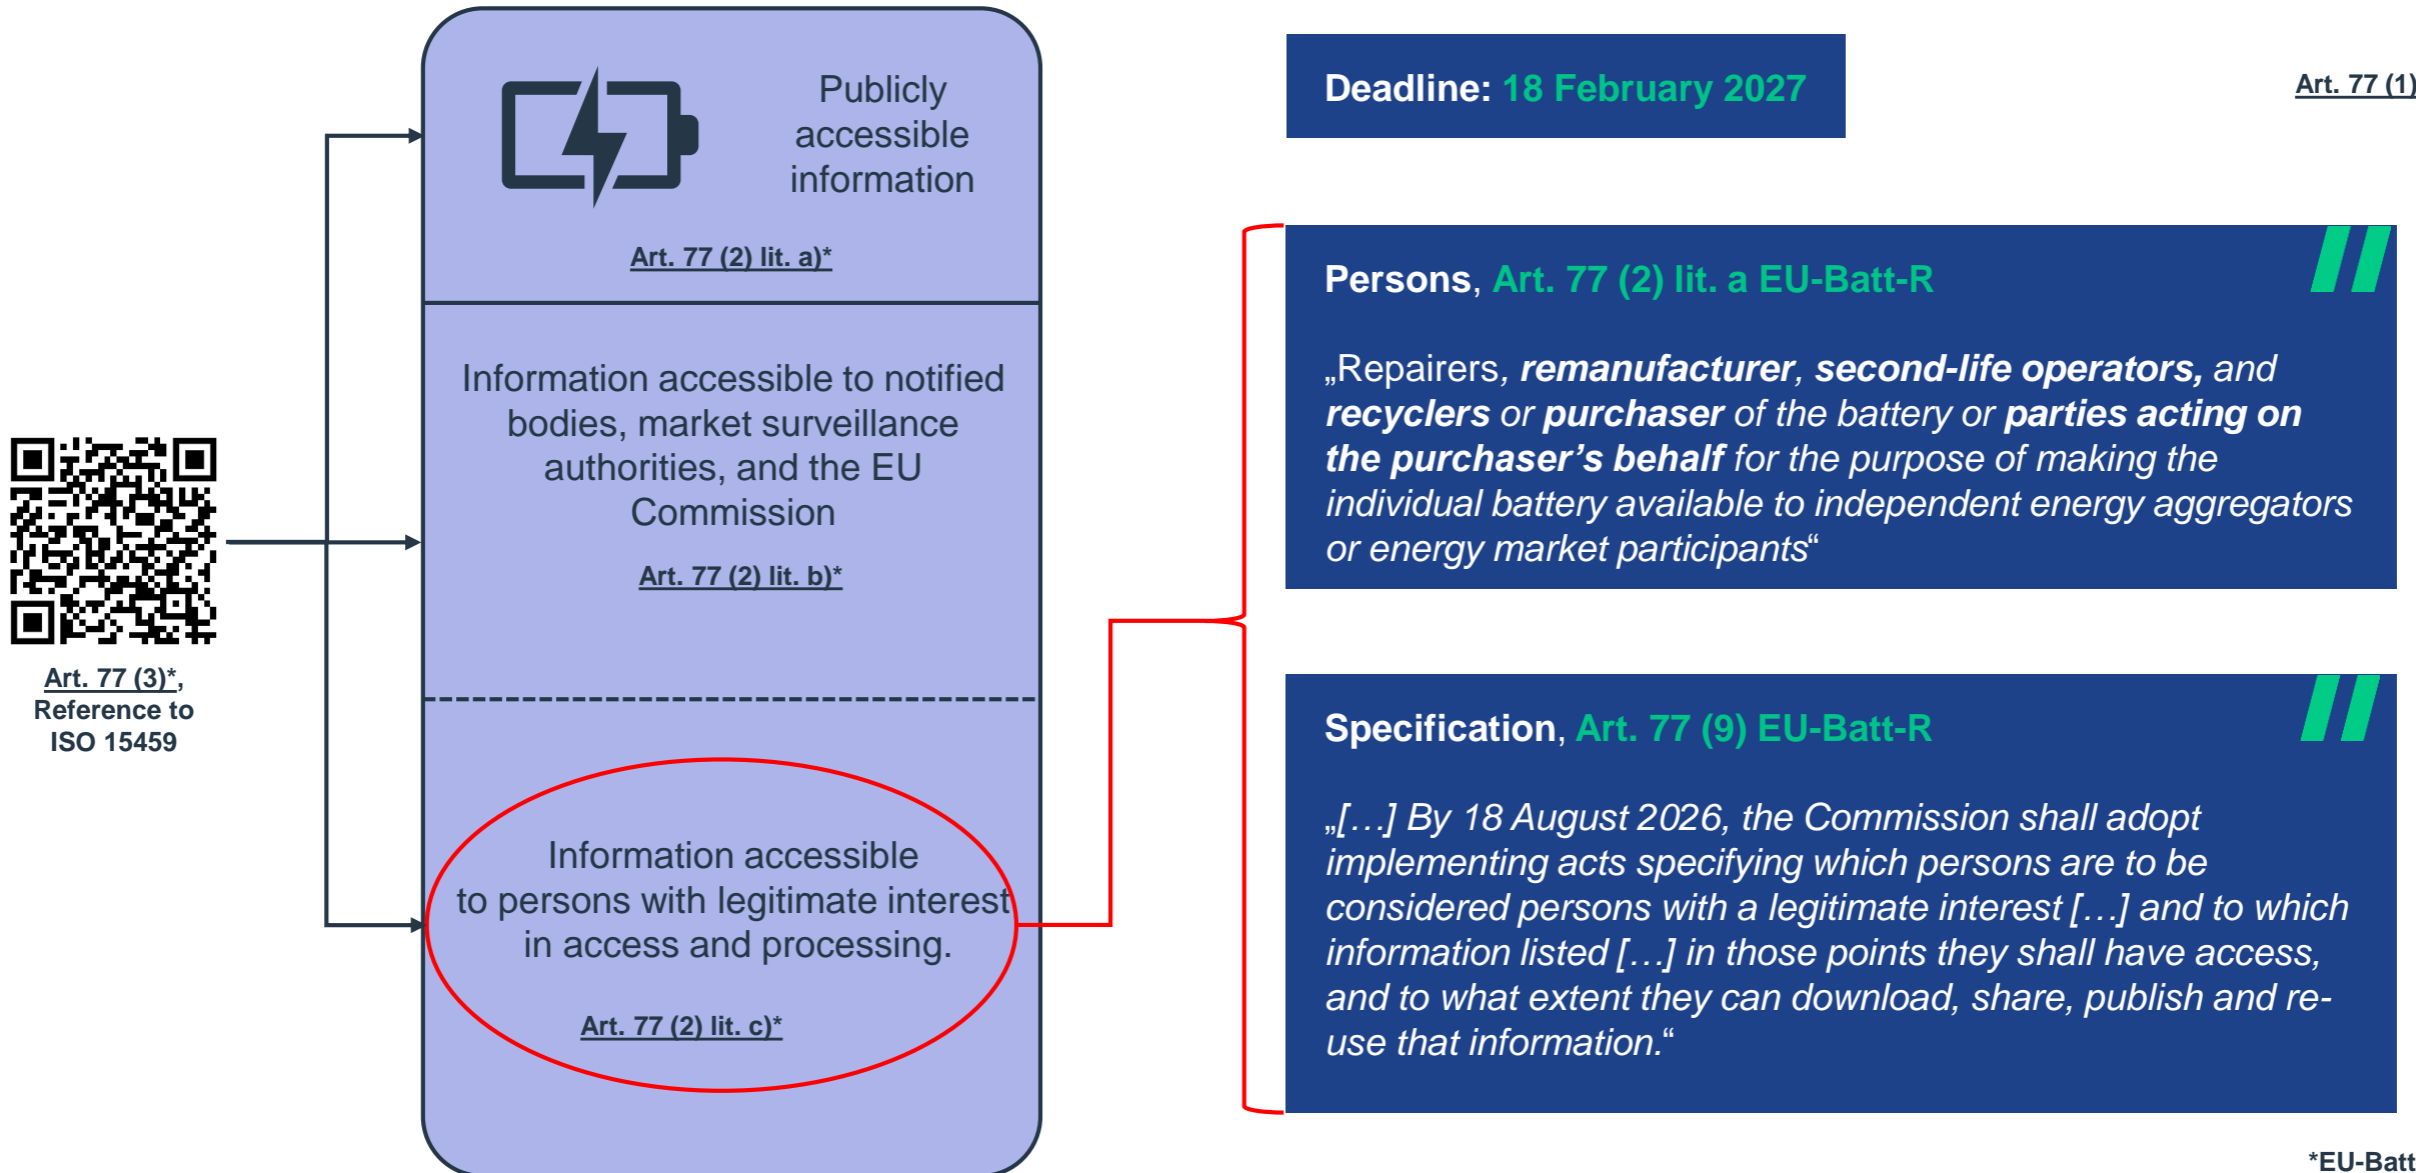 Publicly
accessible
information
Art. 77 (2) lit. a)*
Information accessible to notified
bodies, market surveillance
authorities, and the EU
Commission
Art. 77 (2) lit. b)*
Information accessible
to persons with legitimate interest
in access and processing.
Art. 77 (2) lit. c)*
Art. 77 (3)*,
Reference to
ISO 15459
Deadline: 18 February 2027
Art. 77 (1)
Persons, Art. 77 (2) lit. a EU-Batt-R
„Repairers, remanufacturer, second-life operators, and
recyclers or purchaser of the battery or parties acting on
the purchaser’s behalf for the purpose of making the
individual battery available to independent energy aggregators
or energy market participants“
Specification, Art. 77 (9) EU-Batt-R
„[…] By 18 August 2026, the Commission shall adopt
implementing acts specifying which persons are to be
considered persons with a legitimate interest […] and to which
information listed […] in those points they shall have access,
and to what extent they can download, share, publish and re-
use that information.“
*EU-Batt